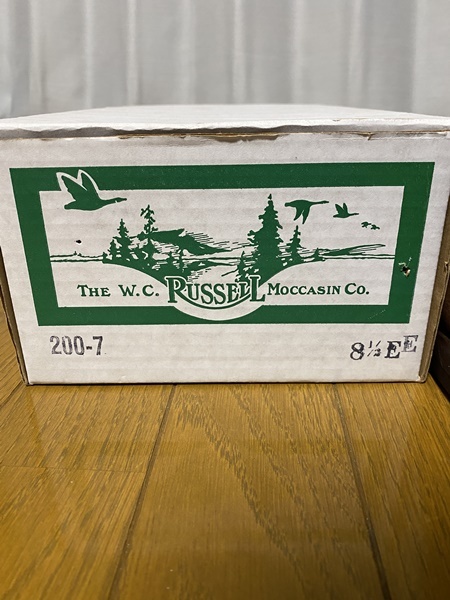 THE W.C. RUSSELL MOCCASIN CO.
200-7 8½EE